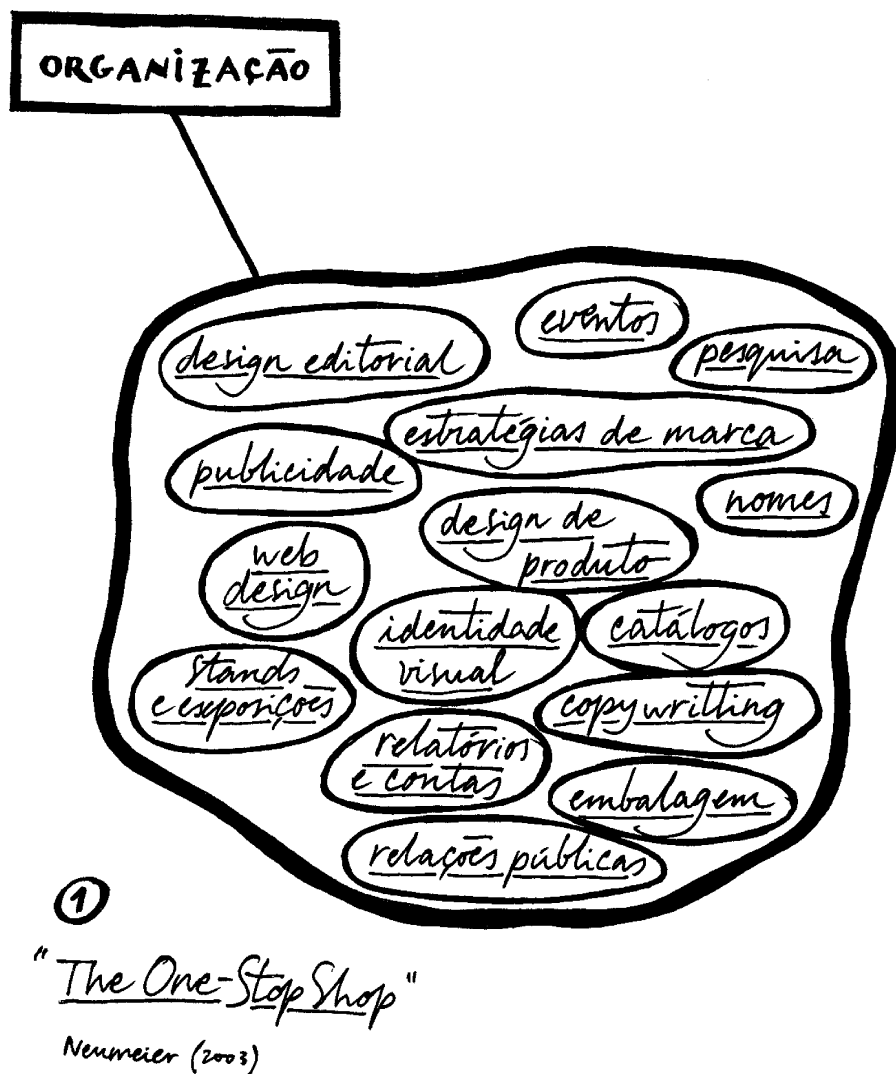 ORGANiZAÇÃO
eventos
design editorial
pesquisa
estratégias de marca
publicidade
nomes
design de
produto
web
design
identidade
visual
catálogos
stands
e exposições
copywritting
relatórios
e contas
embalagem
relações públicas
1
"The One-Stop Shop"
Neumeier (2003)